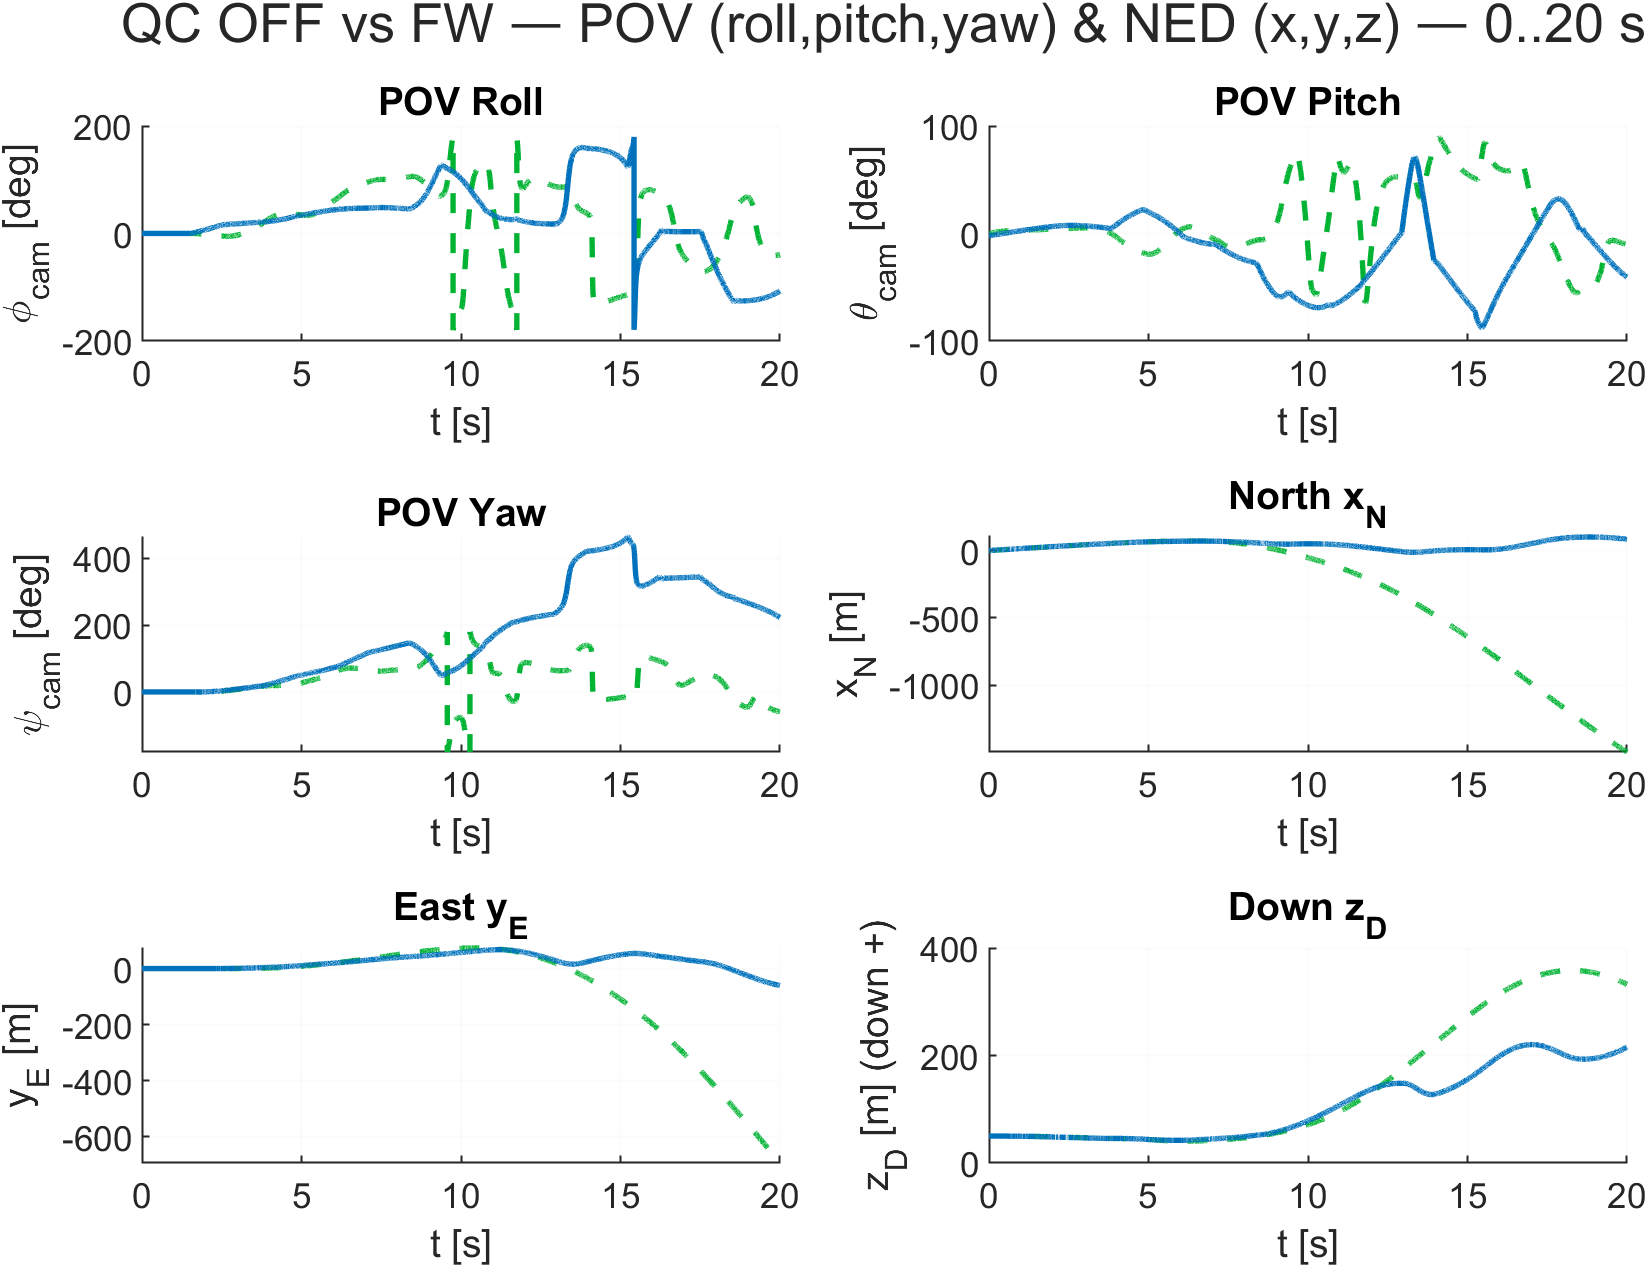 QC OFF vs FW — POV (roll,pitch,yaw) & NED (x,y,z) — 0..20 s
POV Roll
200
0
-200
ϕcam [deg]
0 5 10 15 20
t [s]
POV Pitch
100
0
-100
θcam [deg]
0 5 10 15 20
t [s]
POV Yaw
400
200
0
ψcam [deg]
0 5 10 15 20
t [s]
North xN
0
-500
-1000
xN [m]
0 5 10 15 20
t [s]
East yE
0
-200
-400
-600
yE [m]
0 5 10 15 20
t [s]
Down zD
400
200
0
zD [m] (down +)
0 5 10 15 20
t [s]